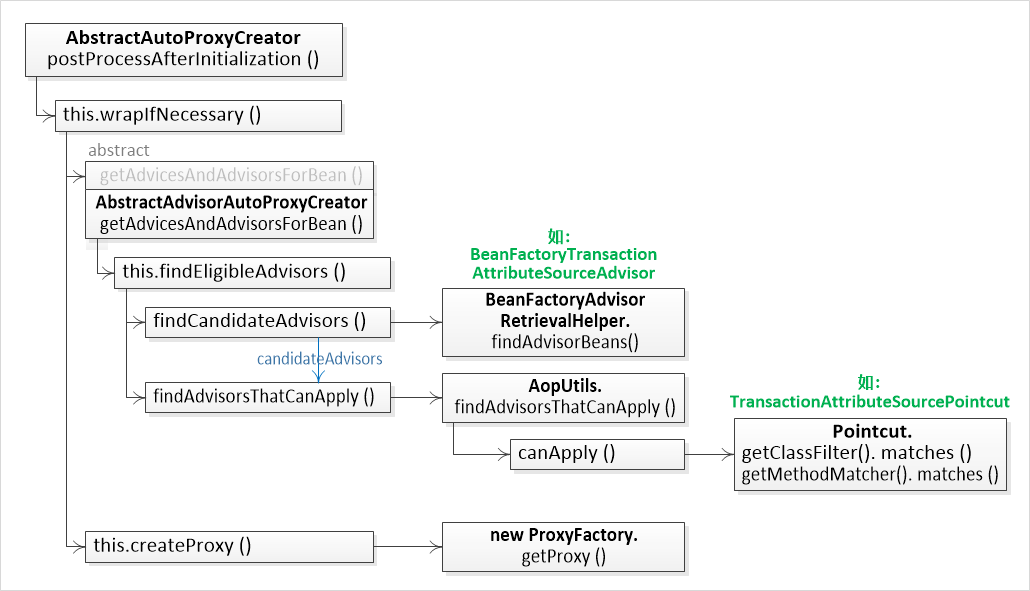 AbstractAutoProxyCreator
postProcessAfterInitialization ()
this.wrapIfNecessary ()
abstract
getAdvicesAndAdvisorsForBean ()
AbstractAdvisorAutoProxyCreator
getAdvicesAndAdvisorsForBean ()
this.findEligibleAdvisors ()
如:
BeanFactoryTransaction
AttributeSourceAdvisor
findCandidateAdvisors ()
BeanFactoryAdvisor
RetrievalHelper.
findAdvisorBeans()
candidateAdvisors
findAdvisorsThatCanApply ()
AopUtils.
findAdvisorsThatCanApply ()
canApply ()
如:
TransactionAttributeSourcePointcut
Pointcut.
getClassFilter(). matches ()
getMethodMatcher(). matches ()
this.createProxy ()
new ProxyFactory.
getProxy ()